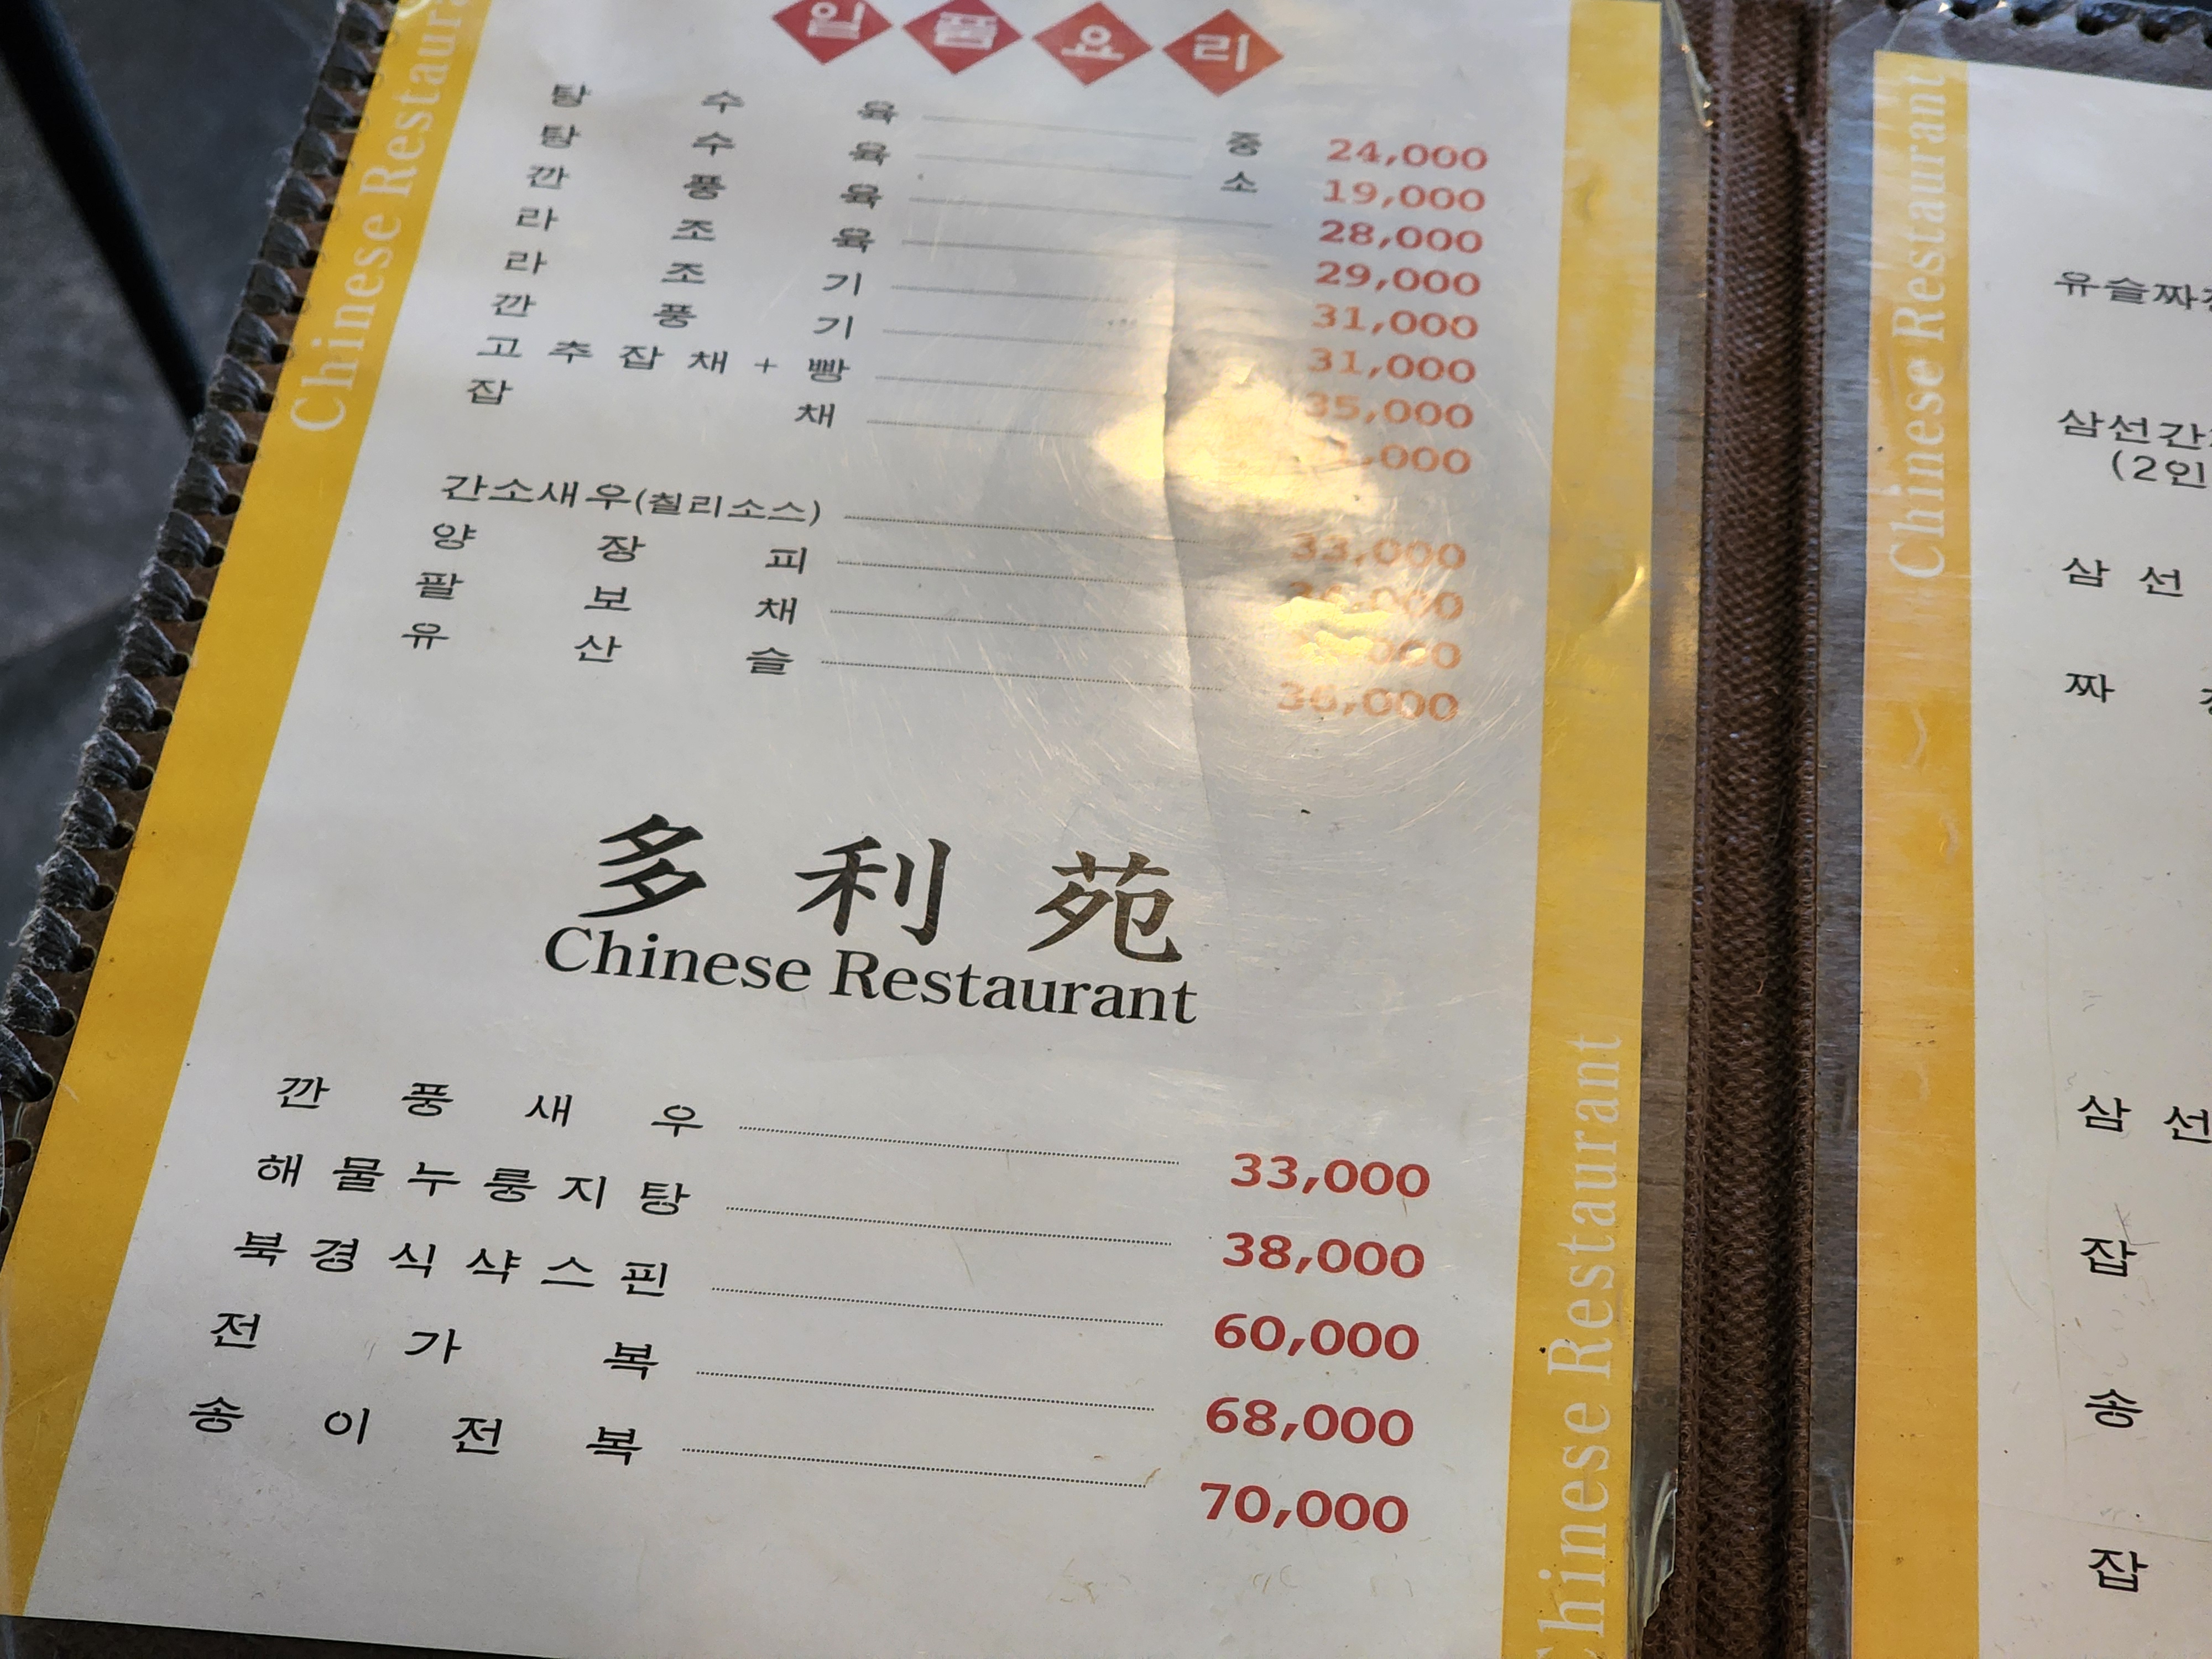 일품요리
탕수육 중 24,000
탕수육 소 19,000
깐풍육 28,000
라조육 29,000
라조기 31,000
깐풍기 31,000
고추잡채+빵 35,000
잡채
간소새우(칠리소스) 33,000
양장피
팔보채
유산슬 36,000
多利苑
Chinese Restaurant
깐풍새우 33,000
해물누룽지탕 38,000
북경식샥스핀 60,000
전가복 68,000
송이전복 70,000
Chinese Restaurant
Chinese Restaurant
Chinese Restaurant
유슬짜
삼선간
(2인
삼선
짜
삼선
잡
송
잡